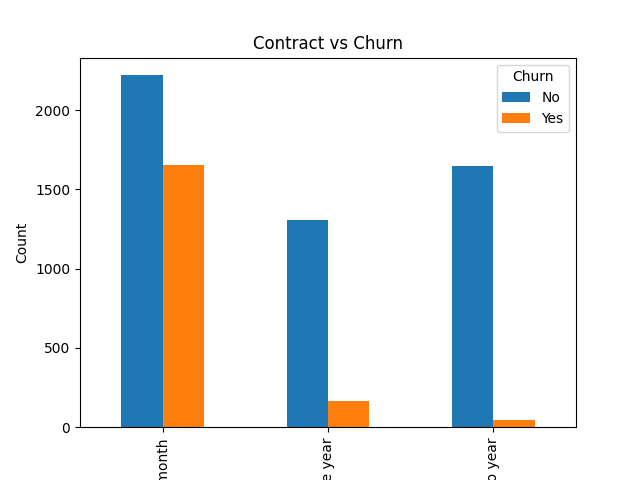 Contract vs Churn
Churn
No
Yes
2000
1500
1000
500
0
Count
month
e year
o year